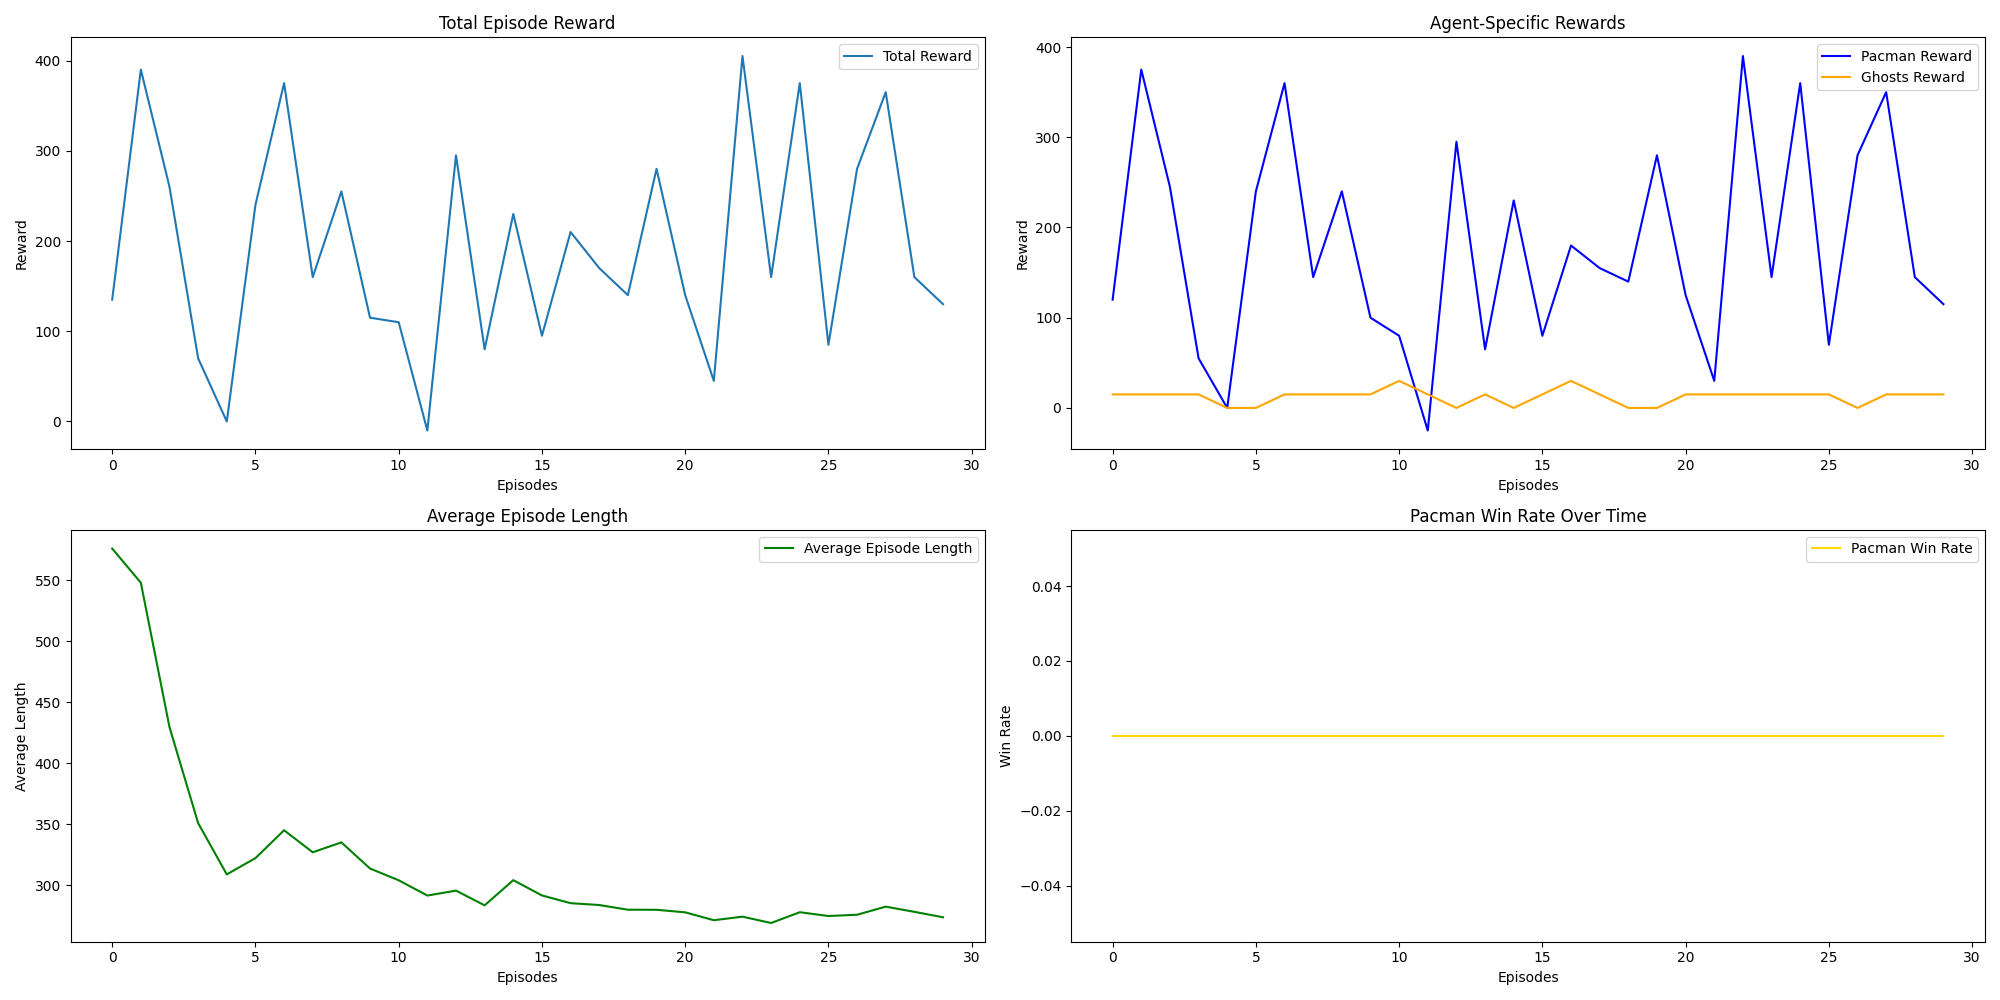 Total Episode Reward
Total Reward
400
300
200
100
0
Reward
0 5 10 15 20 25 30
Episodes
Agent-Specific Rewards
Pacman Reward
Ghosts Reward
400
300
200
100
0
Reward
0 5 10 15 20 25 30
Episodes
Average Episode Length
Average Episode Length
550
500
450
400
350
300
Average Length
0 5 10 15 20 25 30
Episodes
Pacman Win Rate Over Time
Pacman Win Rate
0.04
0.02
0.00
−0.02
−0.04
Win Rate
0 5 10 15 20 25 30
Episodes